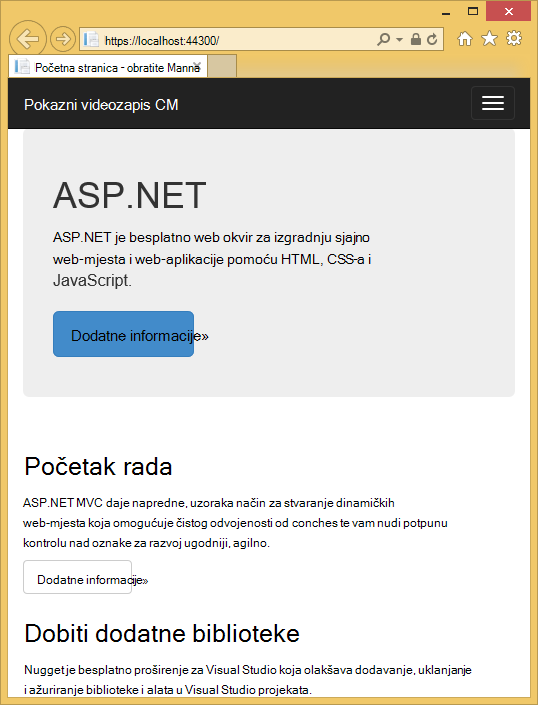 https://localhost:44300/
Početna stranica - obratite Manna
Pokazni videozapis CM
ASP.NET
ASP.NET je besplatno web okvir za izgradnju sjajno
web-mjesta i web-aplikacije pomoću HTML, CSS-a i
JavaScript.
Dodatne informacije»
Početak rada
ASP.NET MVC daje napredne, uzoraka način za stvaranje dinamičkih
web-mjesta koja omogućuje čistog odvojenosti od conches te vam nudi potpunu
kontrolu nad oznake za razvoj ugodniji, agilno.
Dodatne informacije»
Dobiti dodatne biblioteke
Nugget je besplatno proširenje za Visual Studio koja olakšava dodavanje, uklanjanje
i ažuriranje biblioteke i alata u Visual Studio projekata.